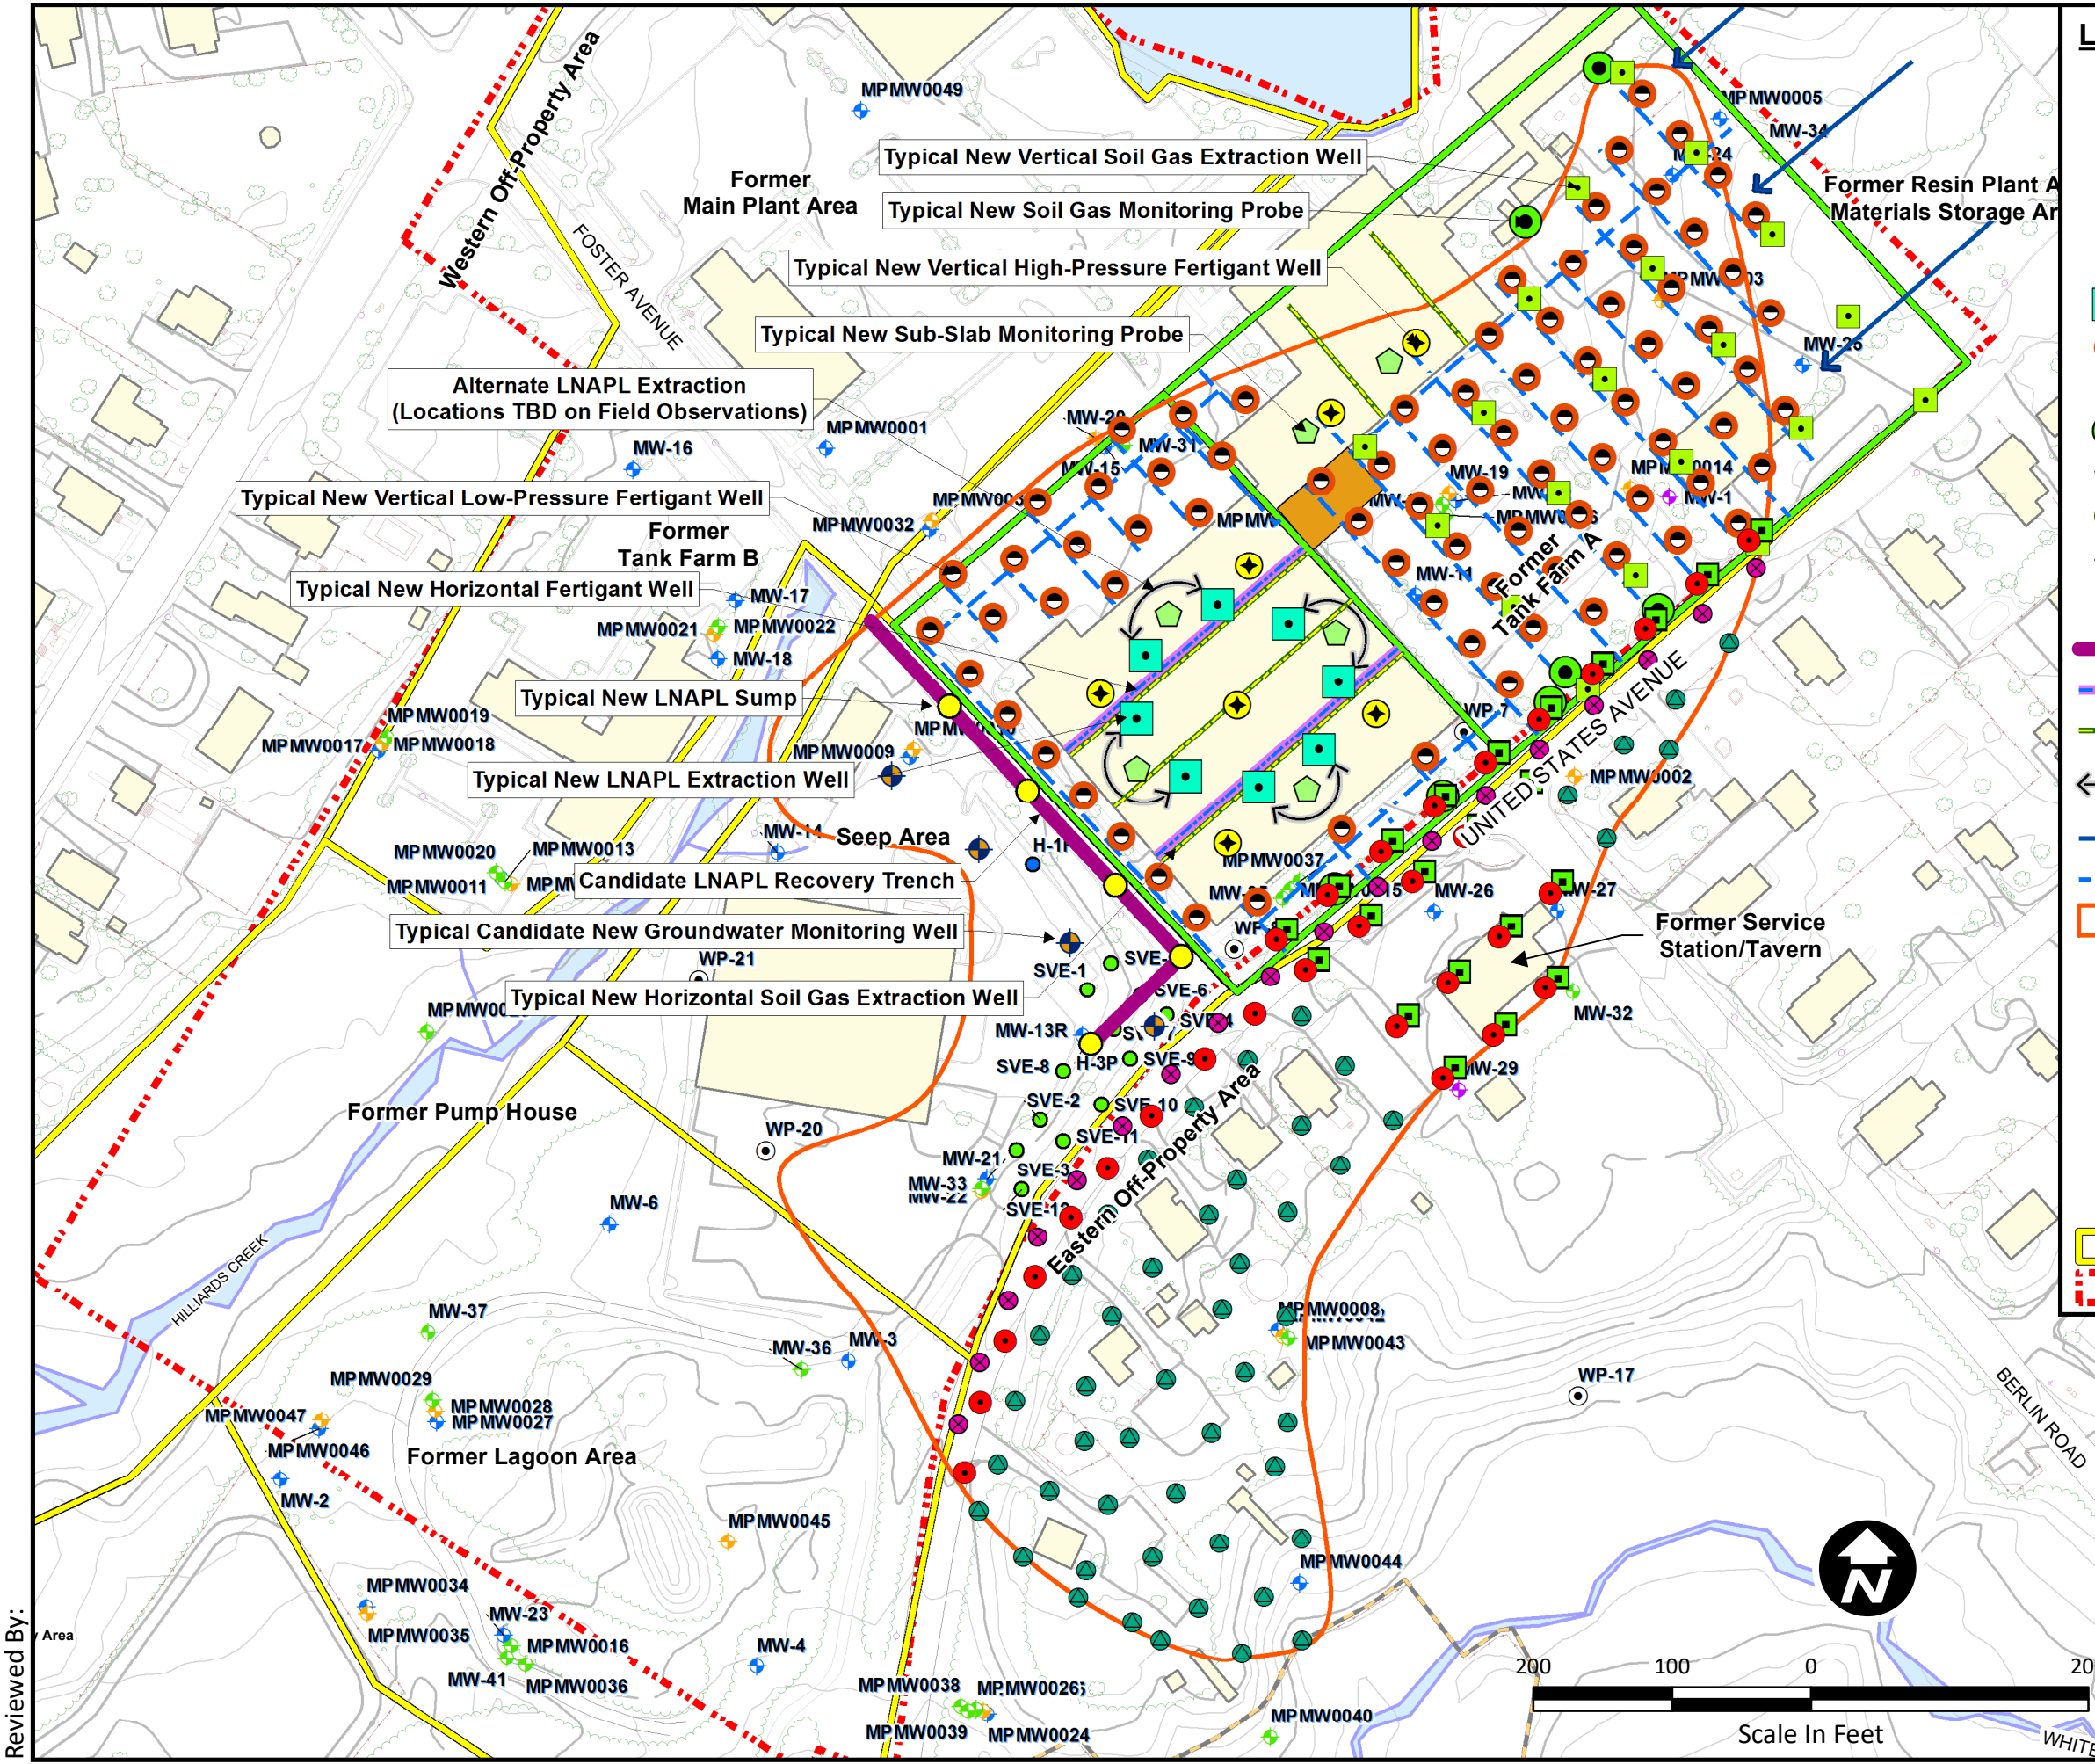 MPMW0049
MPMW0005
MW-34
Western Off-Property Area
Typical New Vertical Soil Gas Extraction Well
Former
Main Plant Area
Former Resin Plant A
Materials Storage Ar
Typical New Soil Gas Monitoring Probe
FOSTER AVENUE
Typical New Vertical High-Pressure Fertigant Well
Typical New Sub-Slab Monitoring Probe
MW-25
Alternate LNAPL Extraction
(Locations TBD on Field Observations)
MW-20
MPMW0001
MW-31
MW-16
MW-15
MW-19
MPMW0014
MW-1
Typical New Vertical Low-Pressure Fertigant Well
MPMW0032
Former
Tank Farm B
Former
Tank Farm A
MW-11
Typical New Horizontal Fertigant Well
MW-17
MPMW0021
MPMW0022
MW-18
Typical New LNAPL Sump
WP-7
UNITED STATES AVENUE
MPMW0019
MPMW0017
MPMW0018
MPMW0009
MPMW0002
Typical New LNAPL Extraction Well
MW-14
Seep Area
MPMW0020
MPMW0013
MPMW0011
MPMW0037
Candidate LNAPL Recovery Trench
MW-26
MW-27
Former Service
Station/Tavern
Typical Candidate New Groundwater Monitoring Well
WP-21
SVE-1
SVE-6
Typical New Horizontal Soil Gas Extraction Well
MW-32
MW-13R
SVE-8
H-3P
SVE-9
MW-29
SVE-2
SVE-10
Former Pump House
WP-20
SVE-11
MW-21
SVE-3
MW-33
MW-22
Eastern Off-Property Area
MW-6
HILLIARDS CREEK
MW-37
MPMW0008
MPMW0043
MW-36
MW-3
MPMW0029
MPMW0028
MPMW0027
MPMW0047
MPMW0046
WP-17
BERLIN ROAD
Former Lagoon Area
MW-2
MPMW0045
MPMW0044
MPMW0034
MPMW0035
MW-23
MPMW0016
MW-41
MPMW0036
MW-4
y Area
Reviewed By:
MPMW0038
MPMW0026
MPMW0039
MPMW0024
MPMW0040
N
200 100 0 20
Scale In Feet
WHITE